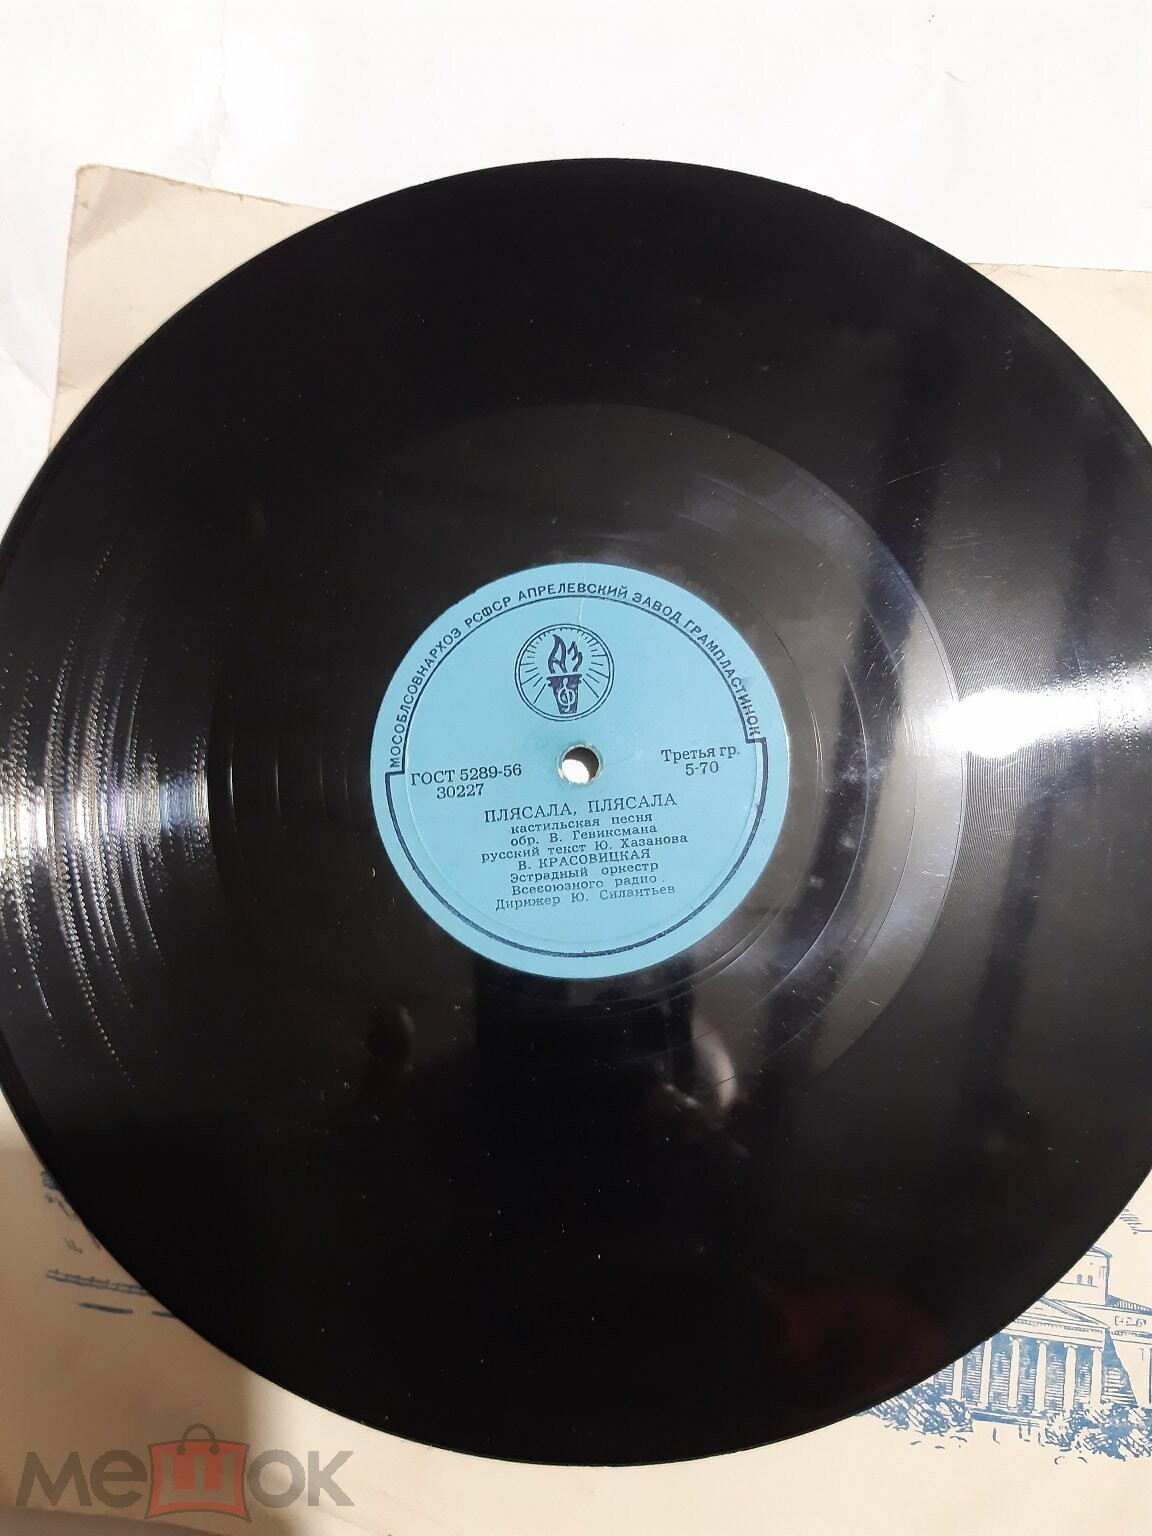 МОСОБЛСОВНАРХОЗ РСФСР АПРЕЛЕВСКИЙ ЗАВОД ГРАМПЛАСТИНОК
АЗ
ГОСТ 5289-56
30227
Третья гр.
5-70
ПЛЯСАЛА, ПЛЯСАЛА
кастильская песня
обр. В. Гевиксмана
русский текст Ю. Хазанова
В. КРАСОВИЦКАЯ
Эстрадный оркестр
Всесоюзного радио.
Дирижер Ю. Силантьев
мешок